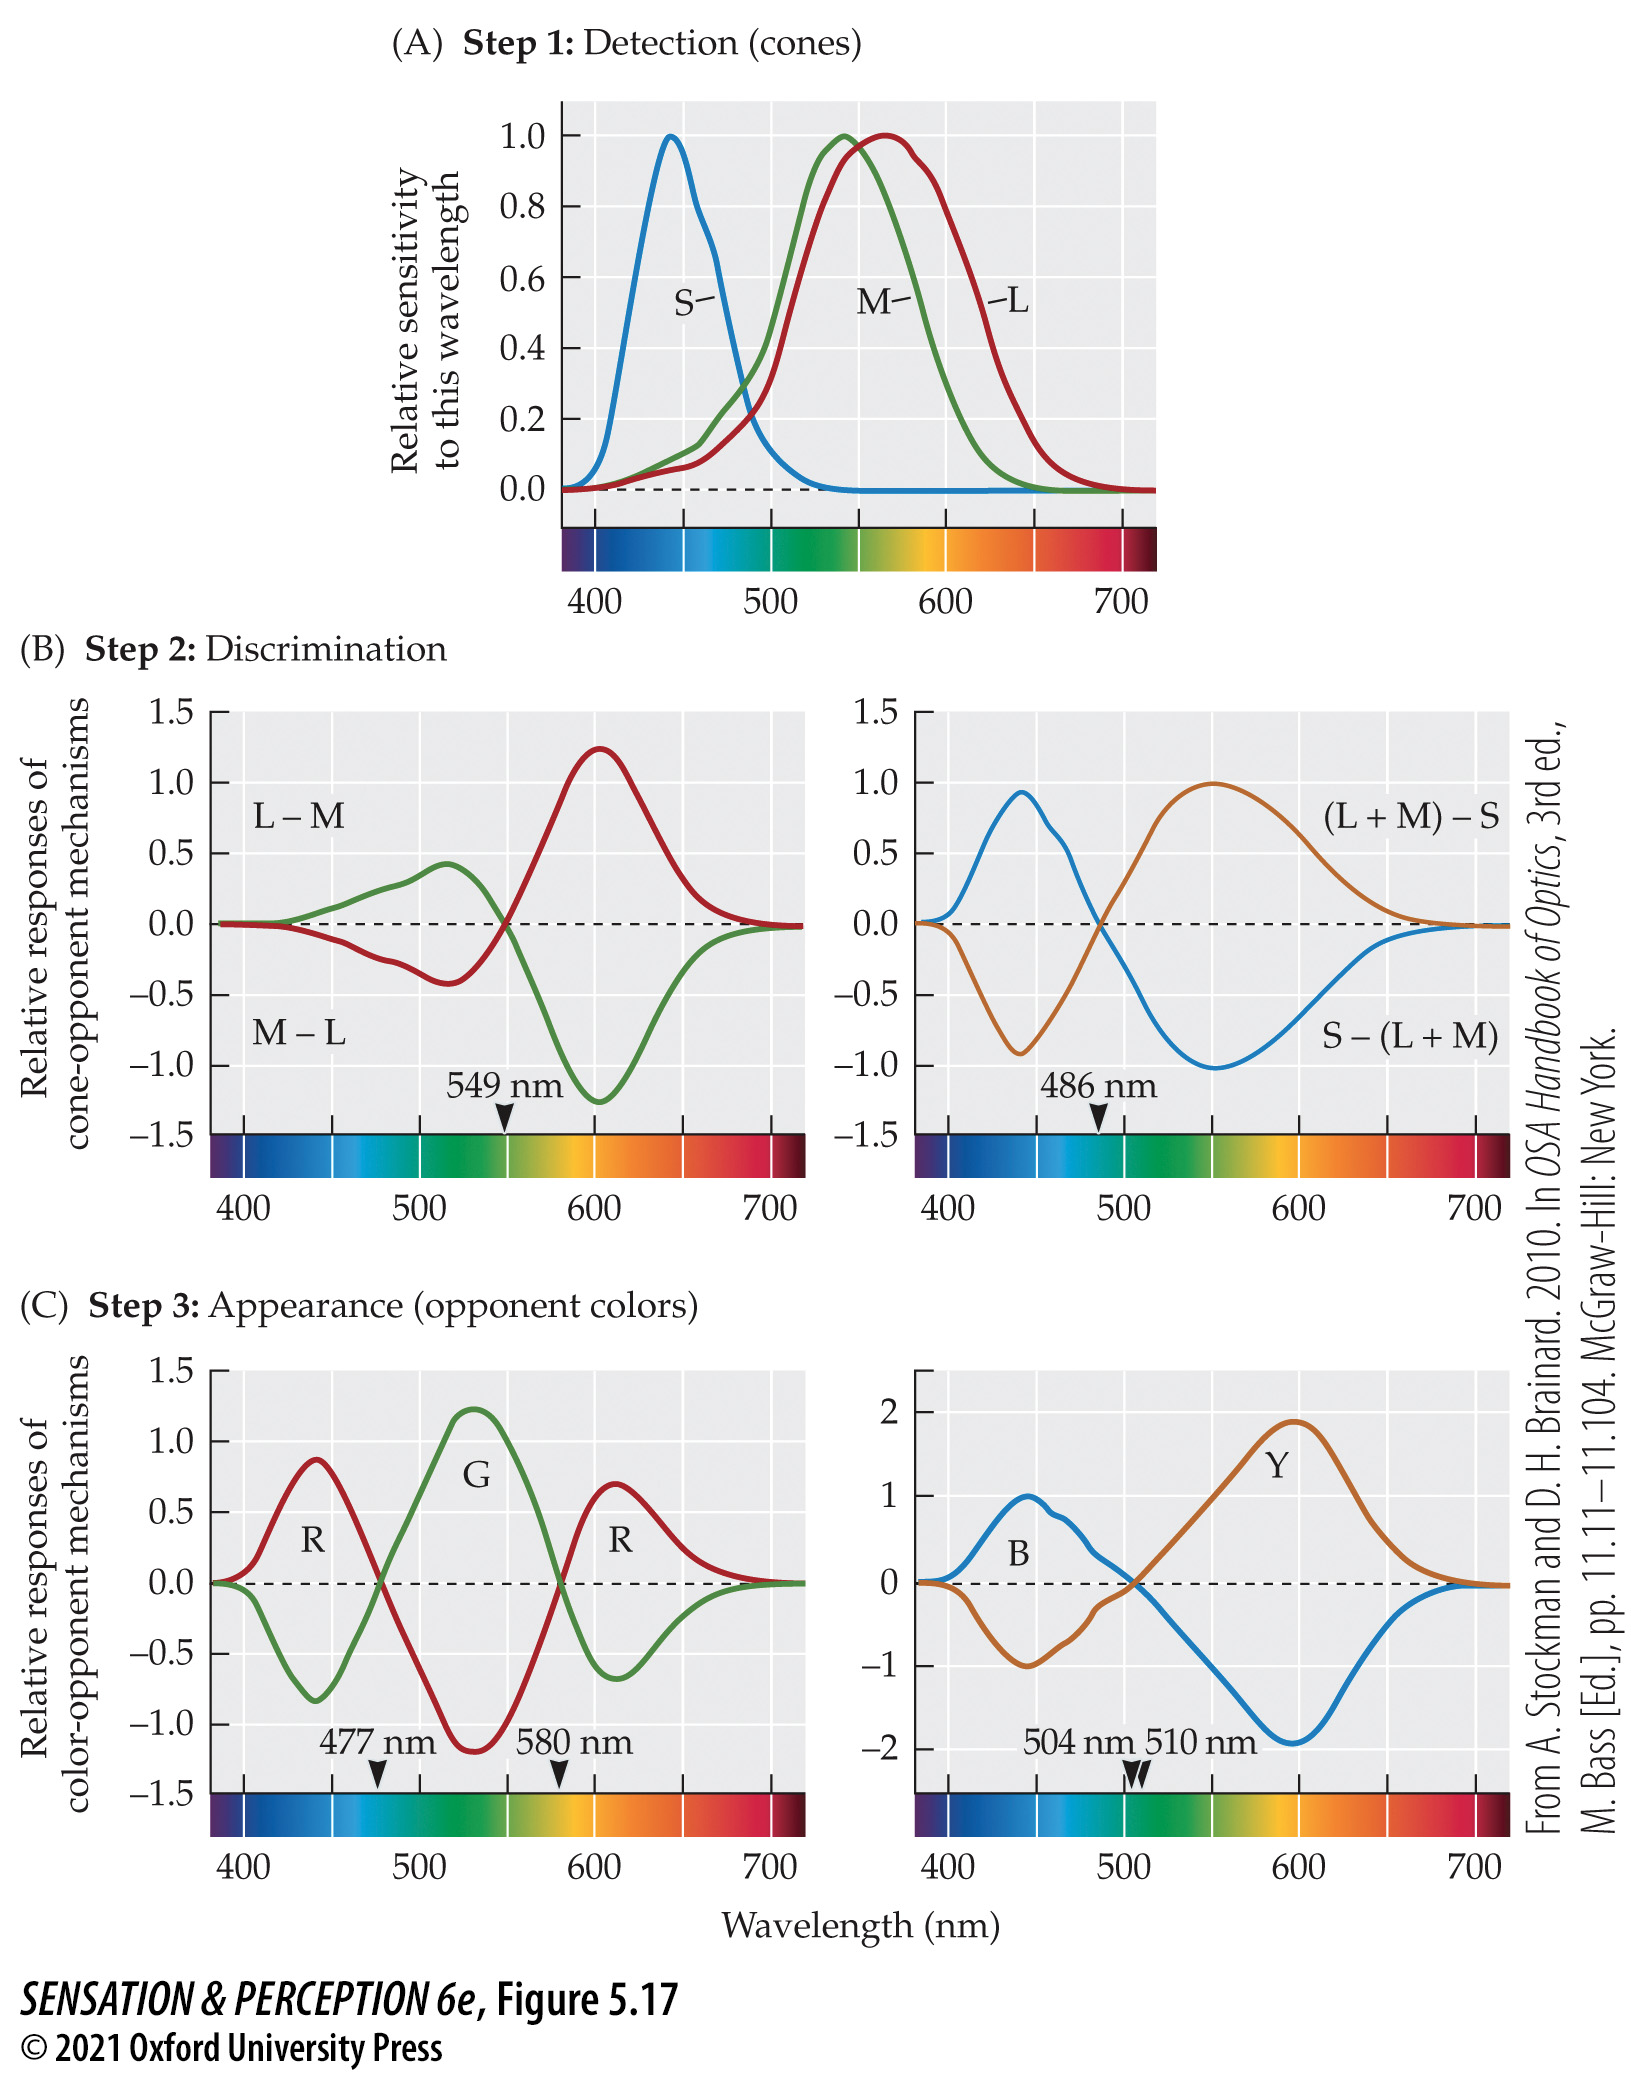 (A) Step 1: Detection (cones)
Relative sensitivity
to this wavelength
1.0
0.8
0.6
0.4
0.2
0.0
S
M
L
400 500 600 700
(B) Step 2: Discrimination
Relative responses of
cone-opponent mechanisms
1.5
1.0
0.5
0.0
–0.5
–1.0
–1.5
L – M
M – L
549 nm
400 500 600 700
1.5
1.0
0.5
0.0
–0.5
–1.0
–1.5
(L + M) – S
S – (L + M)
486 nm
400 500 600 700
(C) Step 3: Appearance (opponent colors)
Relative responses of
color-opponent mechanisms
1.5
1.0
0.5
0.0
–0.5
–1.0
–1.5
R
G
R
477 nm 580 nm
400 500 600 700
2
1
0
–1
–2
B
Y
504 nm 510 nm
400 500 600 700
Wavelength (nm)
From A. Stockman and D. H. Brainard. 2010. In OSA Handbook of Optics, 3rd ed.,
M. Bass [Ed.], pp. 11.11–11.104. McGraw-Hill: New York.
SENSATION & PERCEPTION 6e, Figure 5.17
© 2021 Oxford University Press